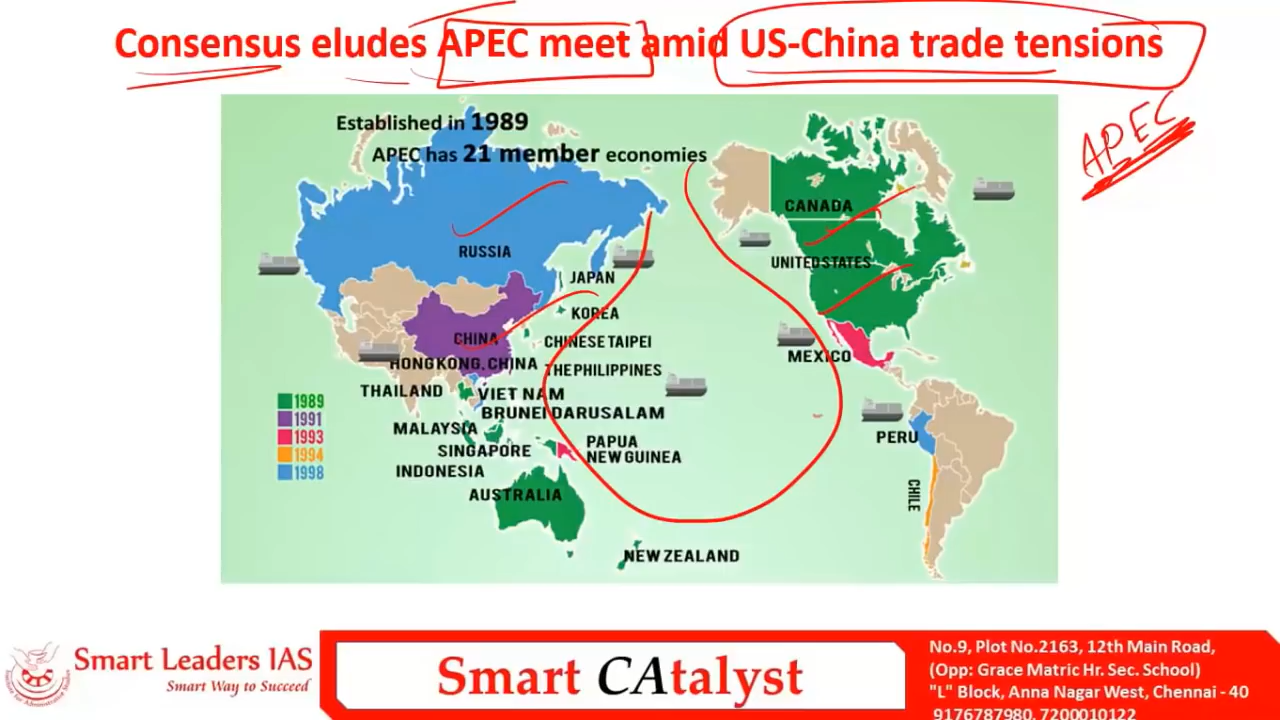 Consensus eludes APEC meet amid US-China trade tensions
APEC
Established in 1989
APEC has 21 member economies
CANADA
RUSSIA
UNITED STATES
JAPAN
KOREA
CHINA
CHINESE TAIPEI
MEXICO
HONG KONG, CHINA
THE PHILIPPINES
THAILAND
VIET NAM
BRUNEI DARUSALAM
MALAYSIA
SINGAPORE
PAPUA
NEW GUINEA
PERU
INDONESIA
AUSTRALIA
CHILE
NEW ZEALAND
1989
1991
1993
1994
1998
Smart Leaders IAS
Smart Way to Succeed
Smart CAtalyst
No.9, Plot No.2163, 12th Main Road,
(Opp: Grace Matric Hr. Sec. School)
"L" Block, Anna Nagar West, Chennai - 40
9176787980, 7200010122